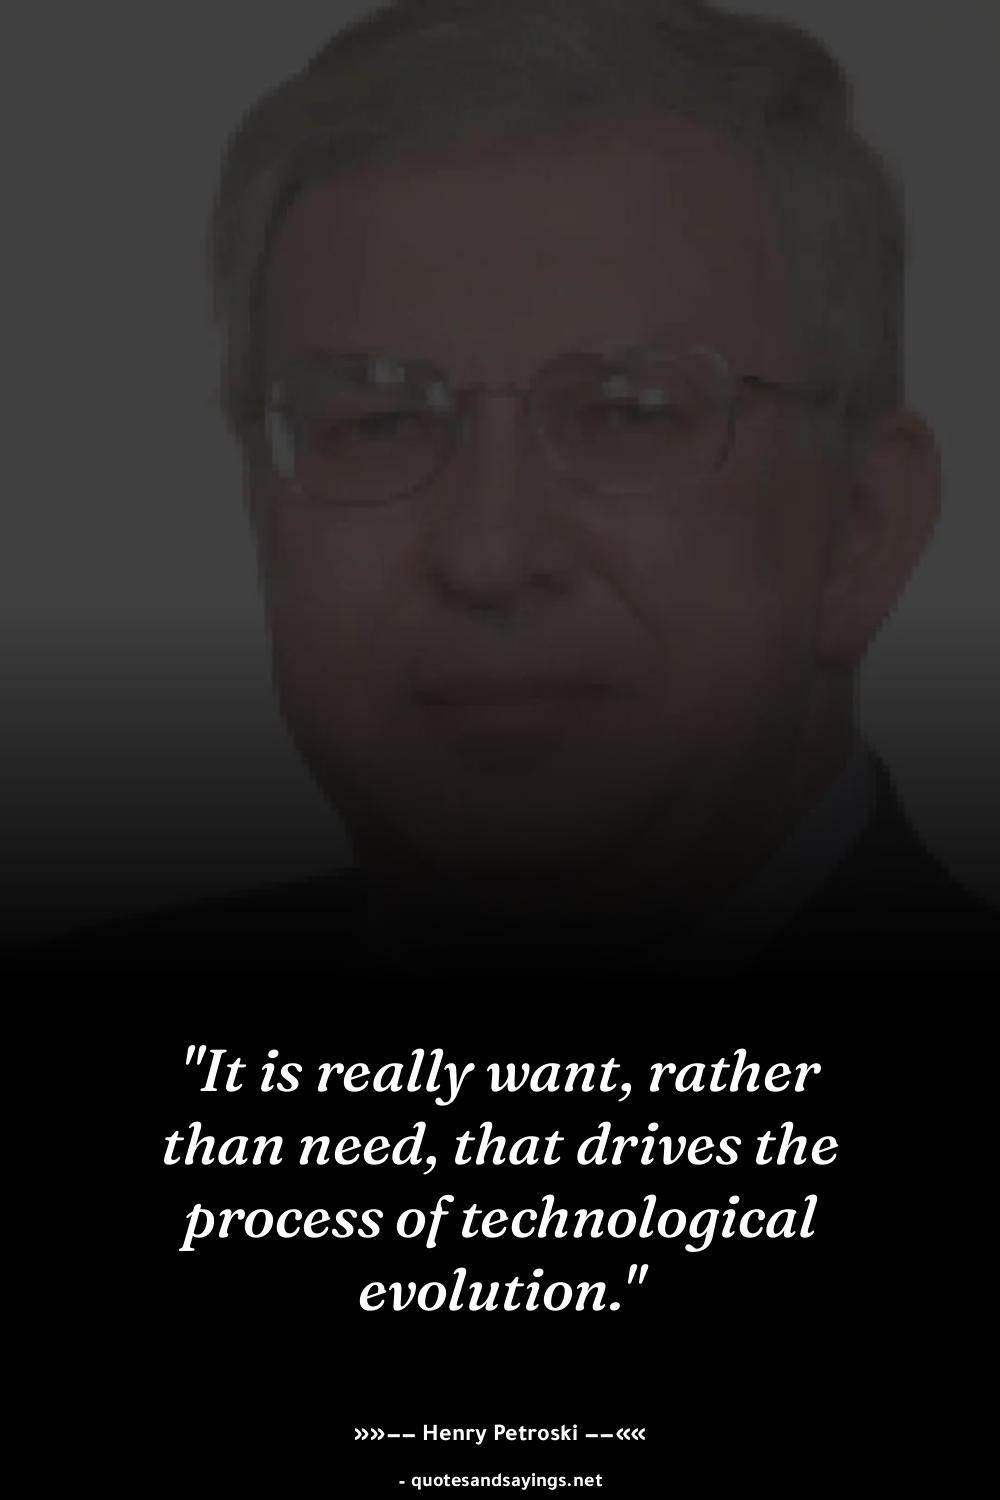 "It is really want, rather
than need, that drives the
process of technological
evolution."
»»–– Henry Petroski ––««
- quotesandsayings.net